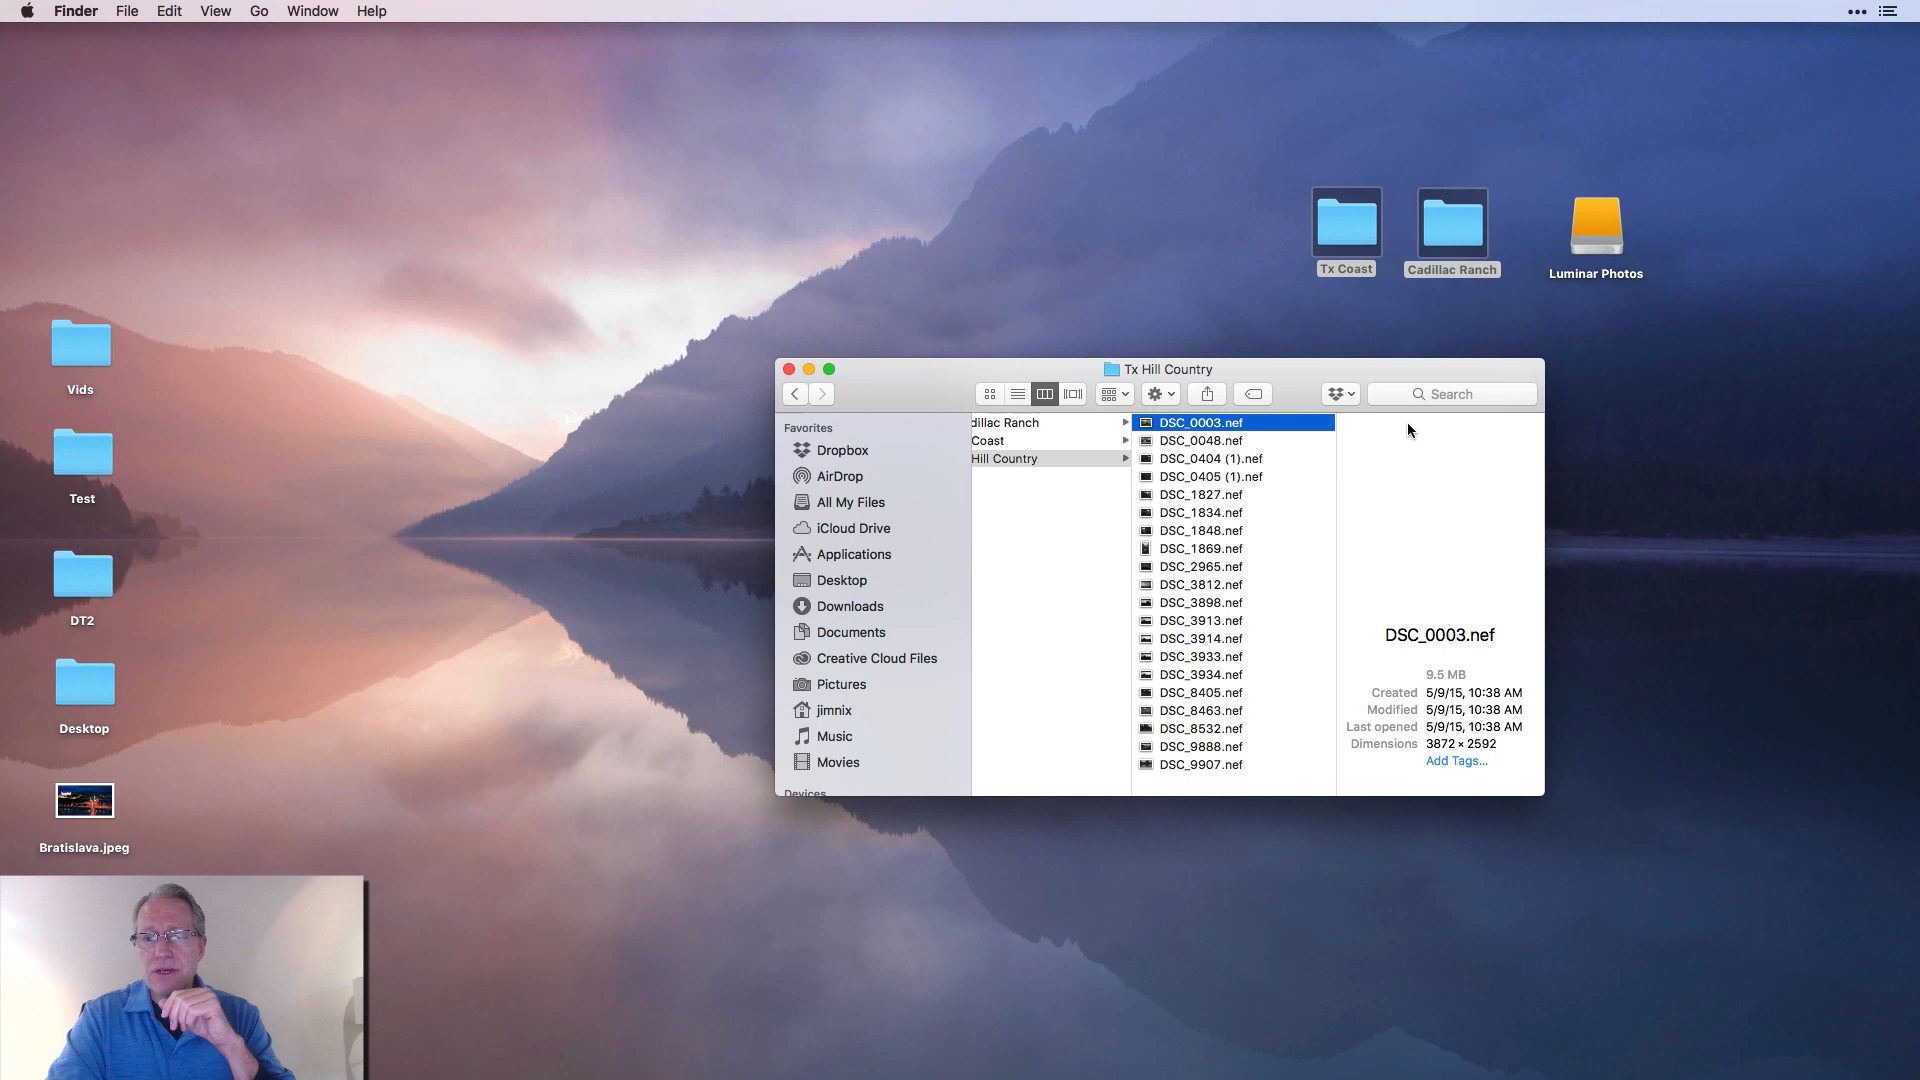 Finder File Edit View Go Window Help
Tx Coast
Cadillac Ranch
Luminar Photos
Vids
Test
DT2
Desktop
Bratislava.jpeg
Tx Hill Country
Search
Favorites
Dropbox
AirDrop
All My Files
iCloud Drive
Applications
Desktop
Downloads
Documents
Creative Cloud Files
Pictures
jimnix
Music
Movies
Devices
dillac Ranch
Coast
Hill Country
DSC_0003.nef
DSC_0048.nef
DSC_0404 (1).nef
DSC_0405 (1).nef
DSC_1827.nef
DSC_1834.nef
DSC_1848.nef
DSC_1869.nef
DSC_2965.nef
DSC_3812.nef
DSC_3898.nef
DSC_3913.nef
DSC_3914.nef
DSC_3933.nef
DSC_3934.nef
DSC_8405.nef
DSC_8463.nef
DSC_8532.nef
DSC_9888.nef
DSC_9907.nef
DSC_0003.nef
9.5 MB
Created 5/9/15, 10:38 AM
Modified 5/9/15, 10:38 AM
Last opened 5/9/15, 10:38 AM
Dimensions 3872 × 2592
Add Tags...